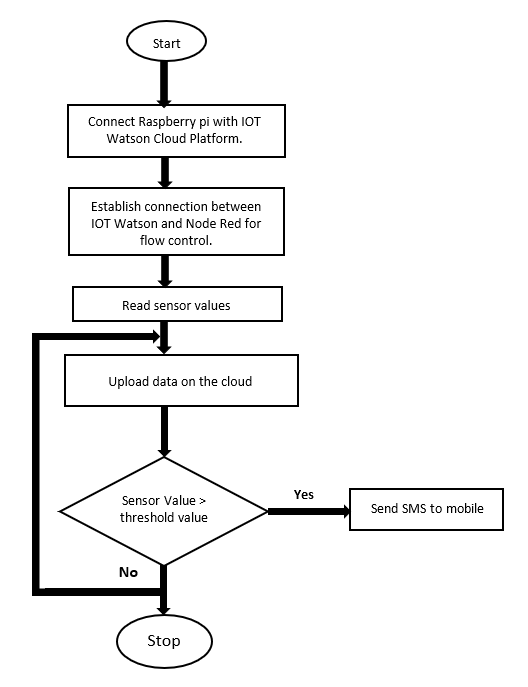 Start
Connect Raspberry pi with IOT
Watson Cloud Platform.
Establish connection between
IOT Watson and Node Red for
flow control.
Read sensor values
Upload data on the cloud
Sensor Value >
threshold value
Yes
Send SMS to mobile
No
Stop